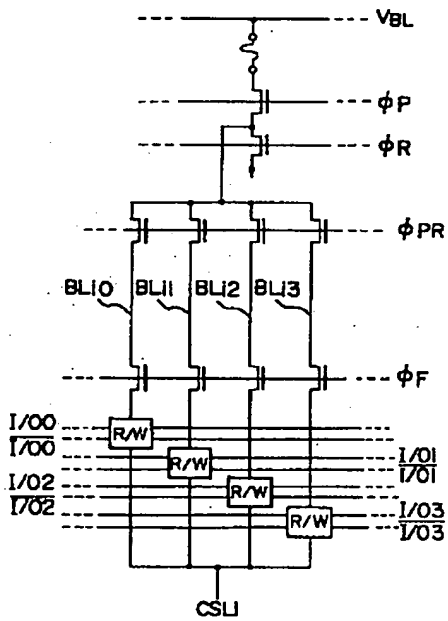 VBL
ϕP
ϕR
ϕPR
BLi0 BLi1 BLi2 BLi3
ϕF
I/O0
I/O0
R/W
R/W
I/O1
I/O1
I/O2
I/O2
R/W
R/W
I/O3
I/O3
CSLi